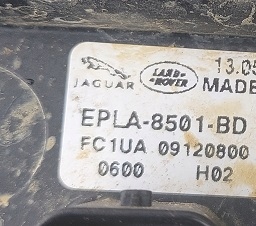 JAGUAR LAND ROVER 13.05
MADE
EPLA-8501-BD
FC1UA 09120800
0600 H02